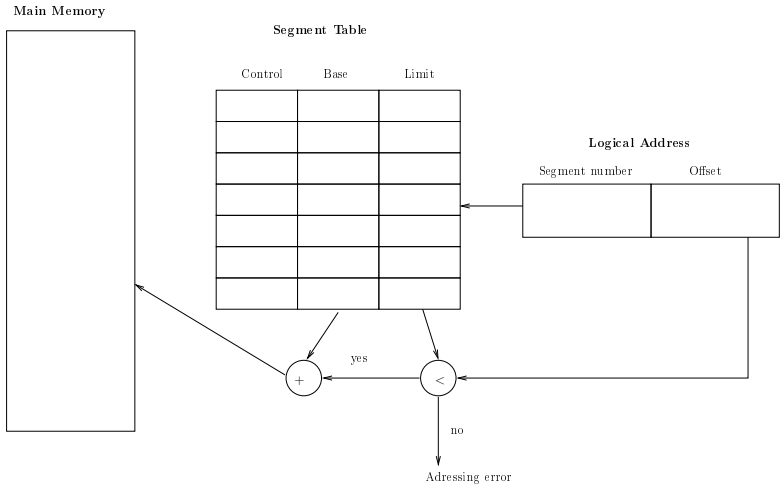 Main Memory
Segment Table
Control Base Limit
Logical Address
Segment number Offset
yes
+
<
no
Adressing error